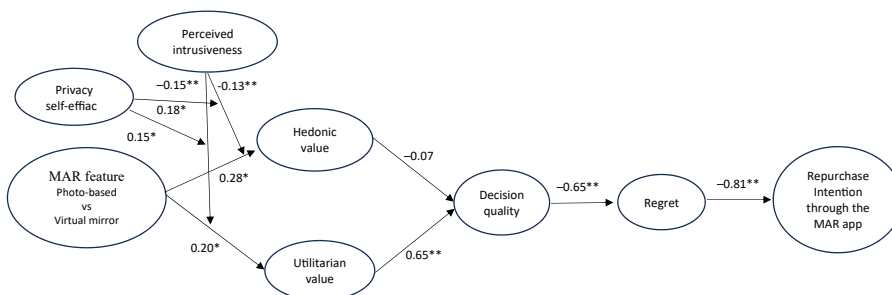 Perceived
intrusiveness
−0.15**
-0.13**
Privacy
self-effiac
0.18*
0.15*
Hedonic
value
MAR feature
Photo-based
vs
Virtual mirror
0.28*
−0.07
Decision
quality
−0.65**
Regret
−0.81**
Repurchase
Intention
through the
MAR app
0.20*
Utilitarian
value
0.65**